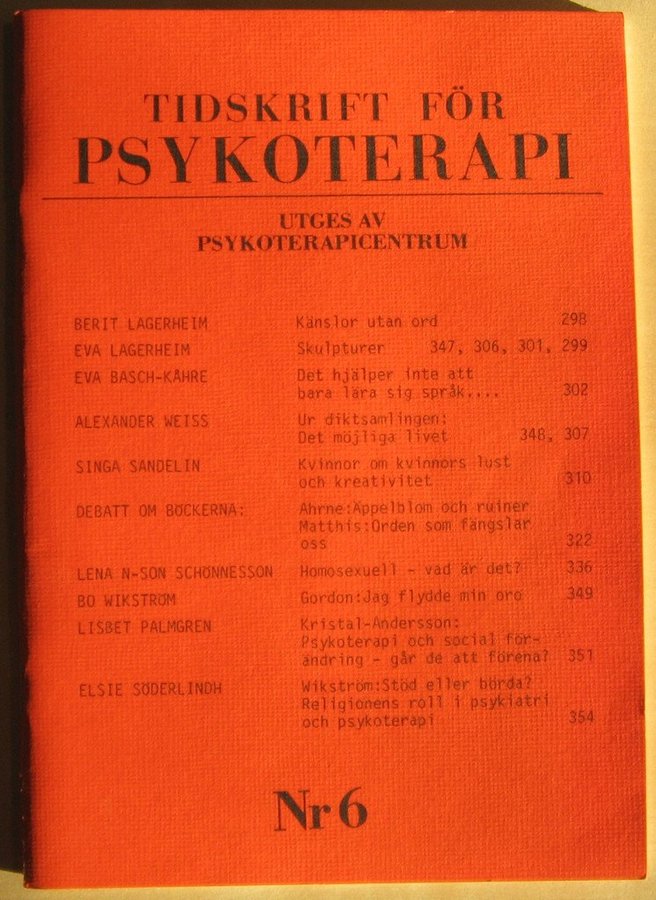 TIDSKRIFT FÖR
PSYKOTERAPI
UTGES AV
PSYKOTERAPICENTRUM
BERIT LAGERHEIM Känslor utan ord 298
EVA LAGERHEIM Skulpturer 347, 306, 301, 299
EVA BASCH-KÅHRE Det hjälper inte att
bara lära sig språk.... 302
ALEXANDER WEISS Ur diktsamlingen:
Det möjliga livet 348, 307
SINGA SANDELIN Kvinnor om kvinnors lust
och kreativitet 310
DEBATT OM BÖCKERNA: Ahrne:Äppelblom och ruiner
Matthis:Orden som fängslar
oss 322
LENA N-SON SCHÖNNESSON Homosexuell - vad är det? 336
BO WIKSTRÖM Gordon:Jag flydde min oro 349
LISBET PALMGREN Kristal-Andersson:
Psykoterapi och social för-
ändring - går de att förena? 351
ELSIE SÖDERLINDH Wikström:Stöd eller börda?
Religionens roll i psykiatri
och psykoterapi 354
Nr 6